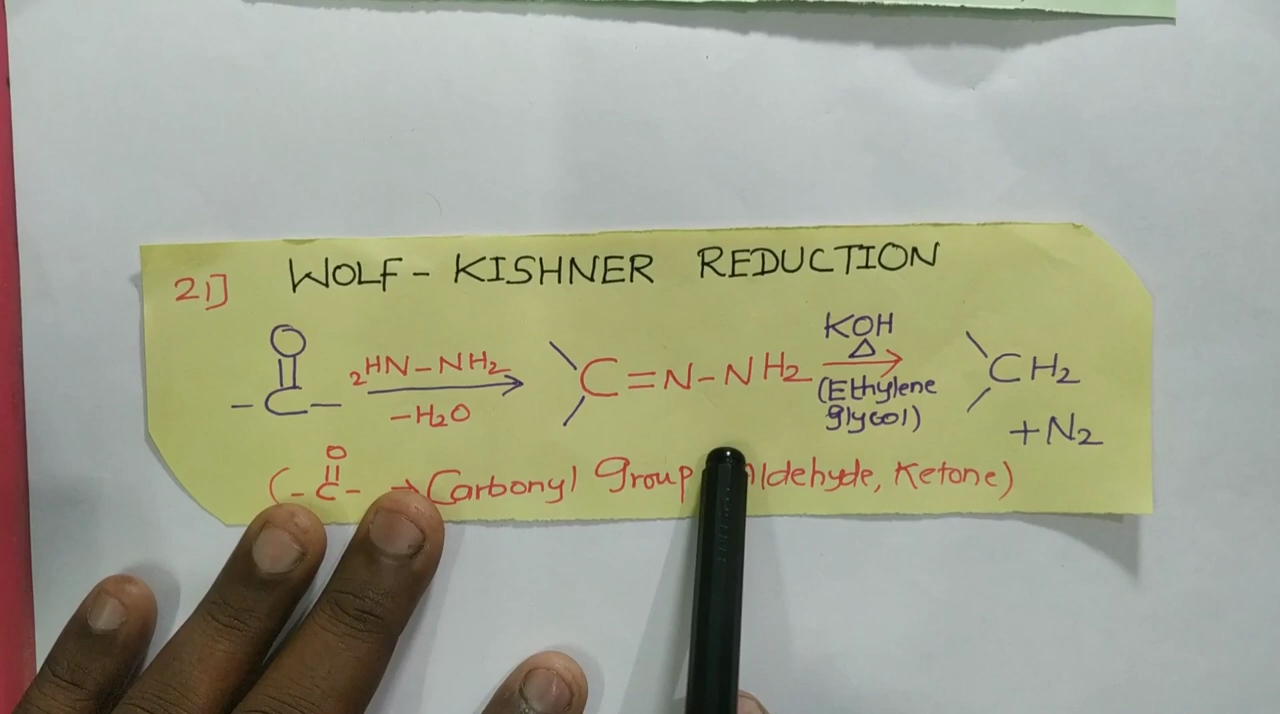 21] WOLF - KISHNER REDUCTION
O
||
-C- 2HN-NH2 -H2O C=N-NH2 KOH Δ (Ethylene glycol) CH2 + N2
O
||
(-C- → Carbonyl Group ldehyde, Ketone)